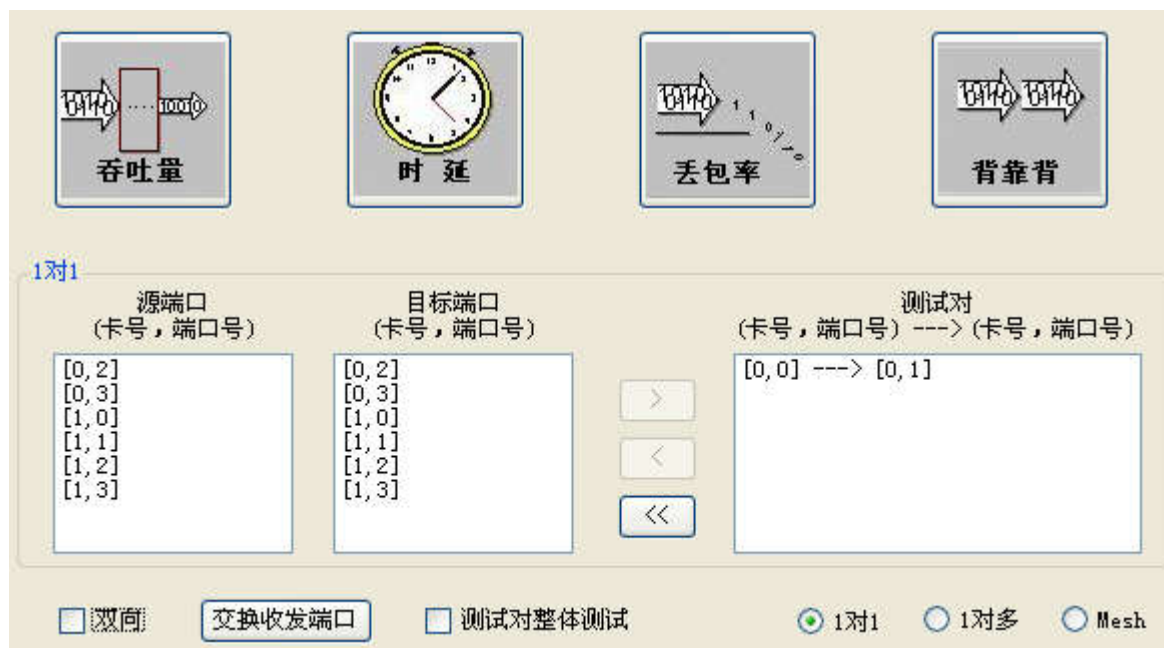 吞吐量
时 延
丢包率
背靠背
1对1
源端口
(卡号，端口号)
目标端口
(卡号，端口号)
测试对
(卡号，端口号) ---> (卡号，端口号)
[0,2]
[0,3]
[1,0]
[1,1]
[1,2]
[1,3]
[0,2]
[0,3]
[1,0]
[1,1]
[1,2]
[1,3]
>
<
<<
[0,0] ---> [0,1]
双向
交换收发端口
测试对整体测试
1对1
1对多
Mesh